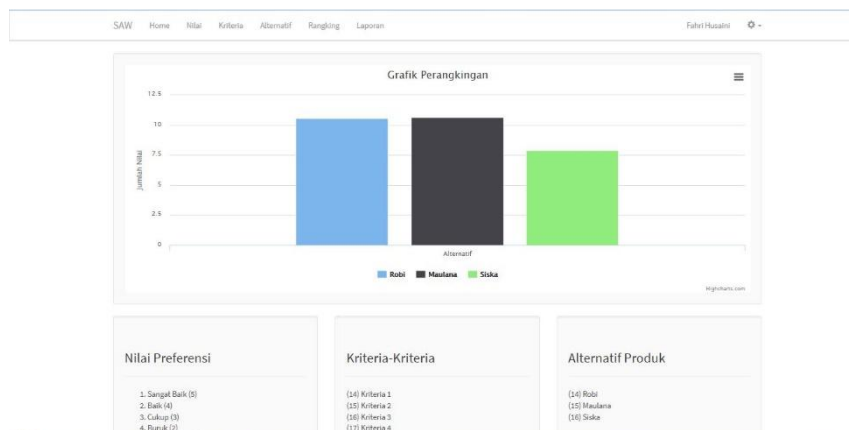 SAW Home Nilai Kriteria Alternatif Rangking Laporan Fahri Husaini
Grafik Perangkingan
12.5
10
7.5
5
2.5
0
Jumlah Nilai
Alternatif
Robi Maulana Siska
Highcharts.com
Nilai Preferensi
1. Sangat Baik (5)
2. Baik (4)
3. Cukup (3)
4. Buruk (2)
Kriteria-Kriteria
(14) Kriteria 1
(15) Kriteria 2
(16) Kriteria 3
(17) Kriteria 4
Alternatif Produk
(14) Robi
(15) Maulana
(16) Siska